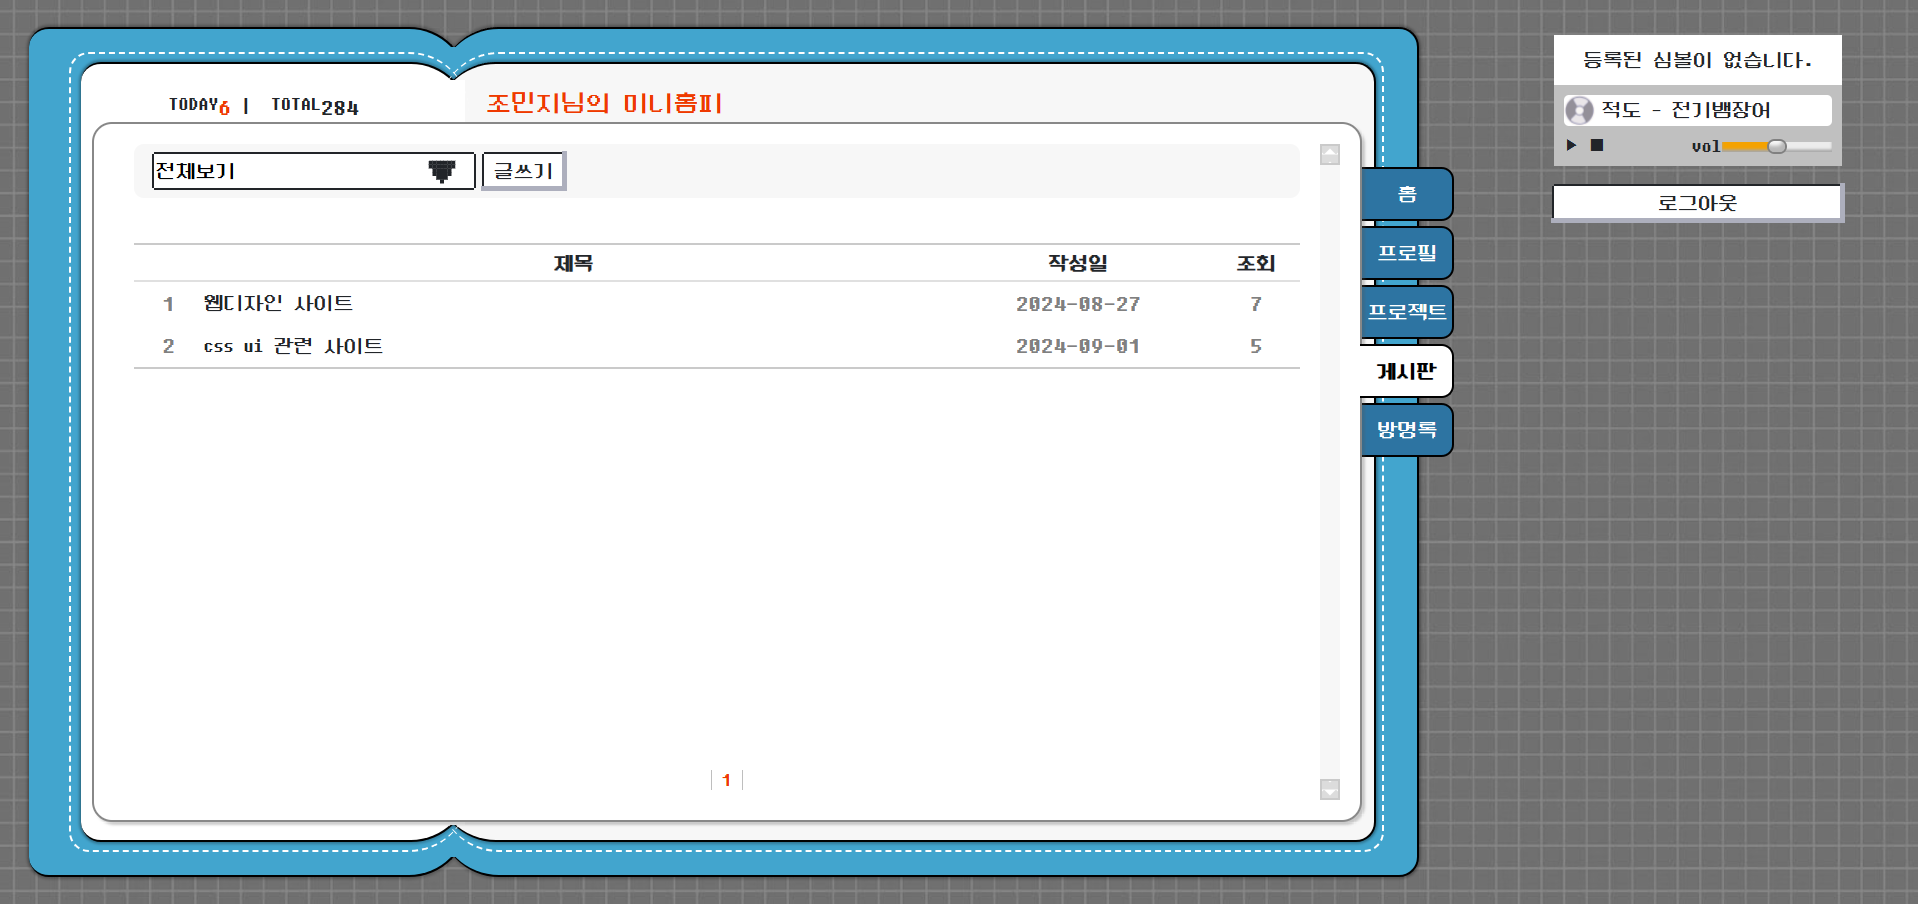 TODAY 6 | TOTAL 284
조민지님의 미니홈피
전체보기 글쓰기
제목 작성일 조회
1 웹디자인 사이트 2024-08-27 7
2 css ui 관련 사이트 2024-09-01 5
1
홈
프로필
프로젝트
게시판
방명록
등록된 심볼이 없습니다.
적도 - 전기뱀장어
vol
로그아웃